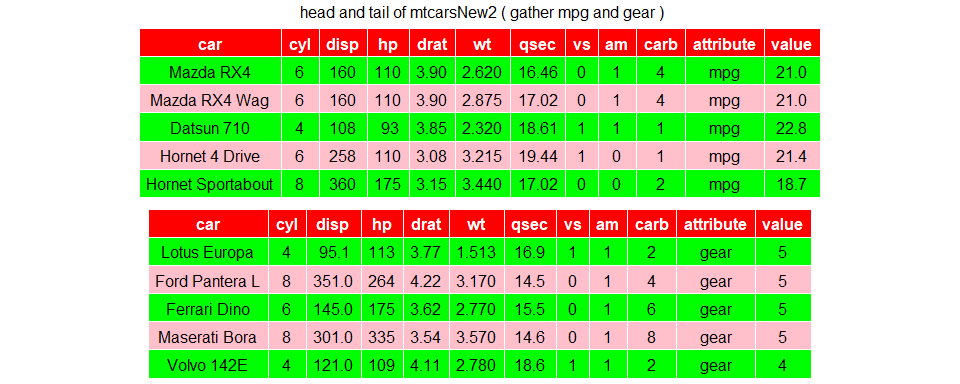 head and tail of mtcarsNew2 ( gather mpg and gear )
car cyl disp hp drat wt qsec vs am carb attribute value
Mazda RX4 6 160 110 3.90 2.620 16.46 0 1 4 mpg 21.0
Mazda RX4 Wag 6 160 110 3.90 2.875 17.02 0 1 4 mpg 21.0
Datsun 710 4 108 93 3.85 2.320 18.61 1 1 1 mpg 22.8
Hornet 4 Drive 6 258 110 3.08 3.215 19.44 1 0 1 mpg 21.4
Hornet Sportabout 8 360 175 3.15 3.440 17.02 0 0 2 mpg 18.7
car cyl disp hp drat wt qsec vs am carb attribute value
Lotus Europa 4 95.1 113 3.77 1.513 16.9 1 1 2 gear 5
Ford Pantera L 8 351.0 264 4.22 3.170 14.5 0 1 4 gear 5
Ferrari Dino 6 145.0 175 3.62 2.770 15.5 0 1 6 gear 5
Maserati Bora 8 301.0 335 3.54 3.570 14.6 0 1 8 gear 5
Volvo 142E 4 121.0 109 4.11 2.780 18.6 1 1 2 gear 4